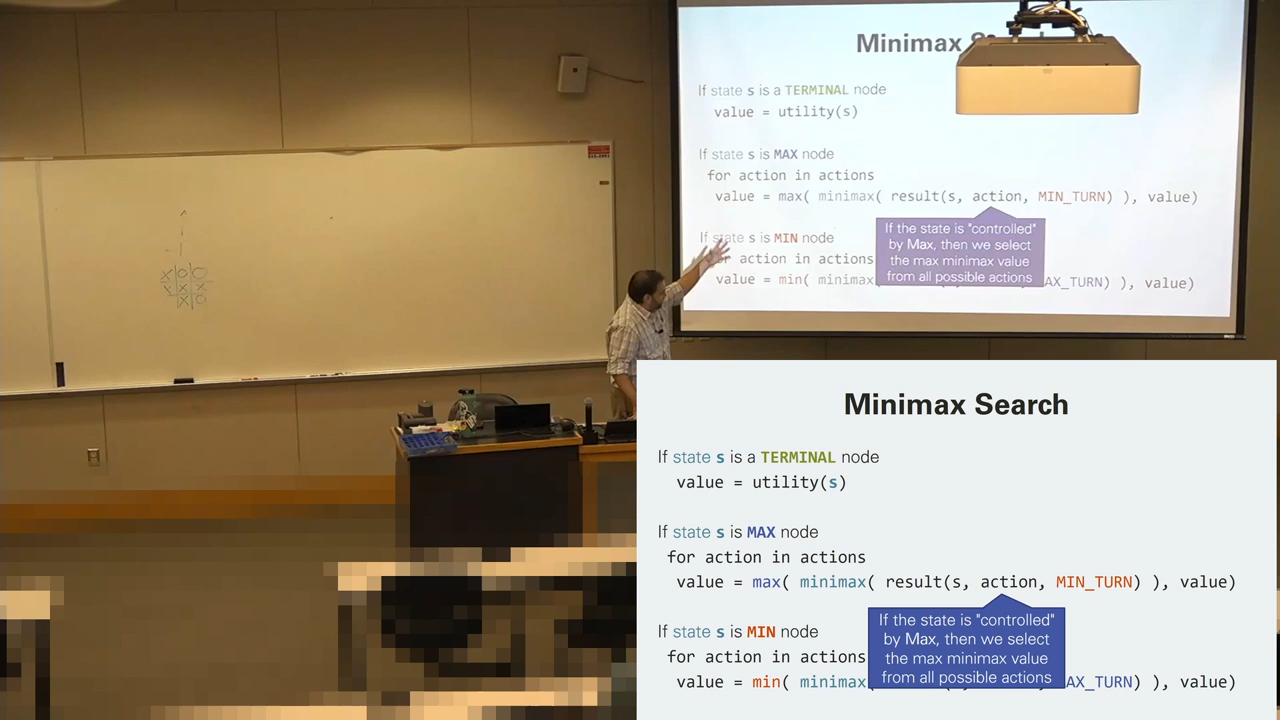 Minimax S
If state s is a TERMINAL node
value = utility(s)
If state s is MAX node
for action in actions
value = max( minimax( result(s, action, MIN_TURN) ), value)
If state s is MIN node
for action in actions
value = min( minimax AX_TURN) ), value)
If the state is "controlled"
by Max, then we select
the max minimax value
from all possible actions
X O O
X X X
X O
Minimax Search
If state s is a TERMINAL node
value = utility(s)
If state s is MAX node
for action in actions
value = max( minimax( result(s, action, MIN_TURN) ), value)
If state s is MIN node
for action in actions
value = min( minimax AX_TURN) ), value)
If the state is "controlled"
by Max, then we select
the max minimax value
from all possible actions